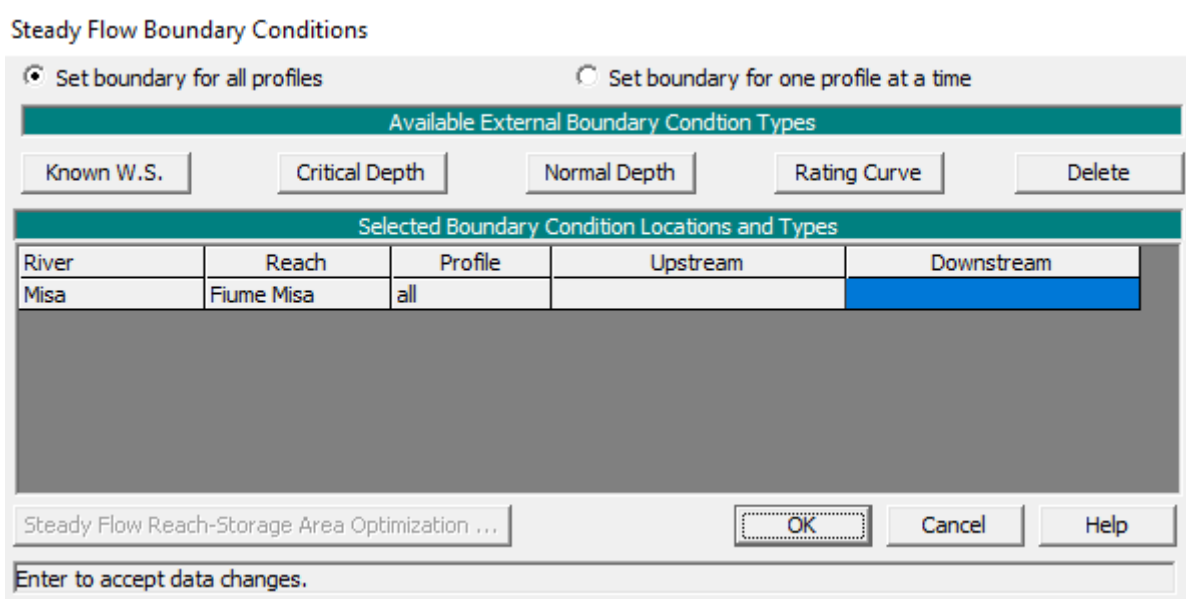 Steady Flow Boundary Conditions
Set boundary for all profiles Set boundary for one profile at a time
Available External Boundary Condtion Types
Known W.S. Critical Depth Normal Depth Rating Curve Delete
Selected Boundary Condition Locations and Types
River Reach Profile Upstream Downstream
Misa Fiume Misa all
Steady Flow Reach-Storage Area Optimization ... OK Cancel Help
Enter to accept data changes.